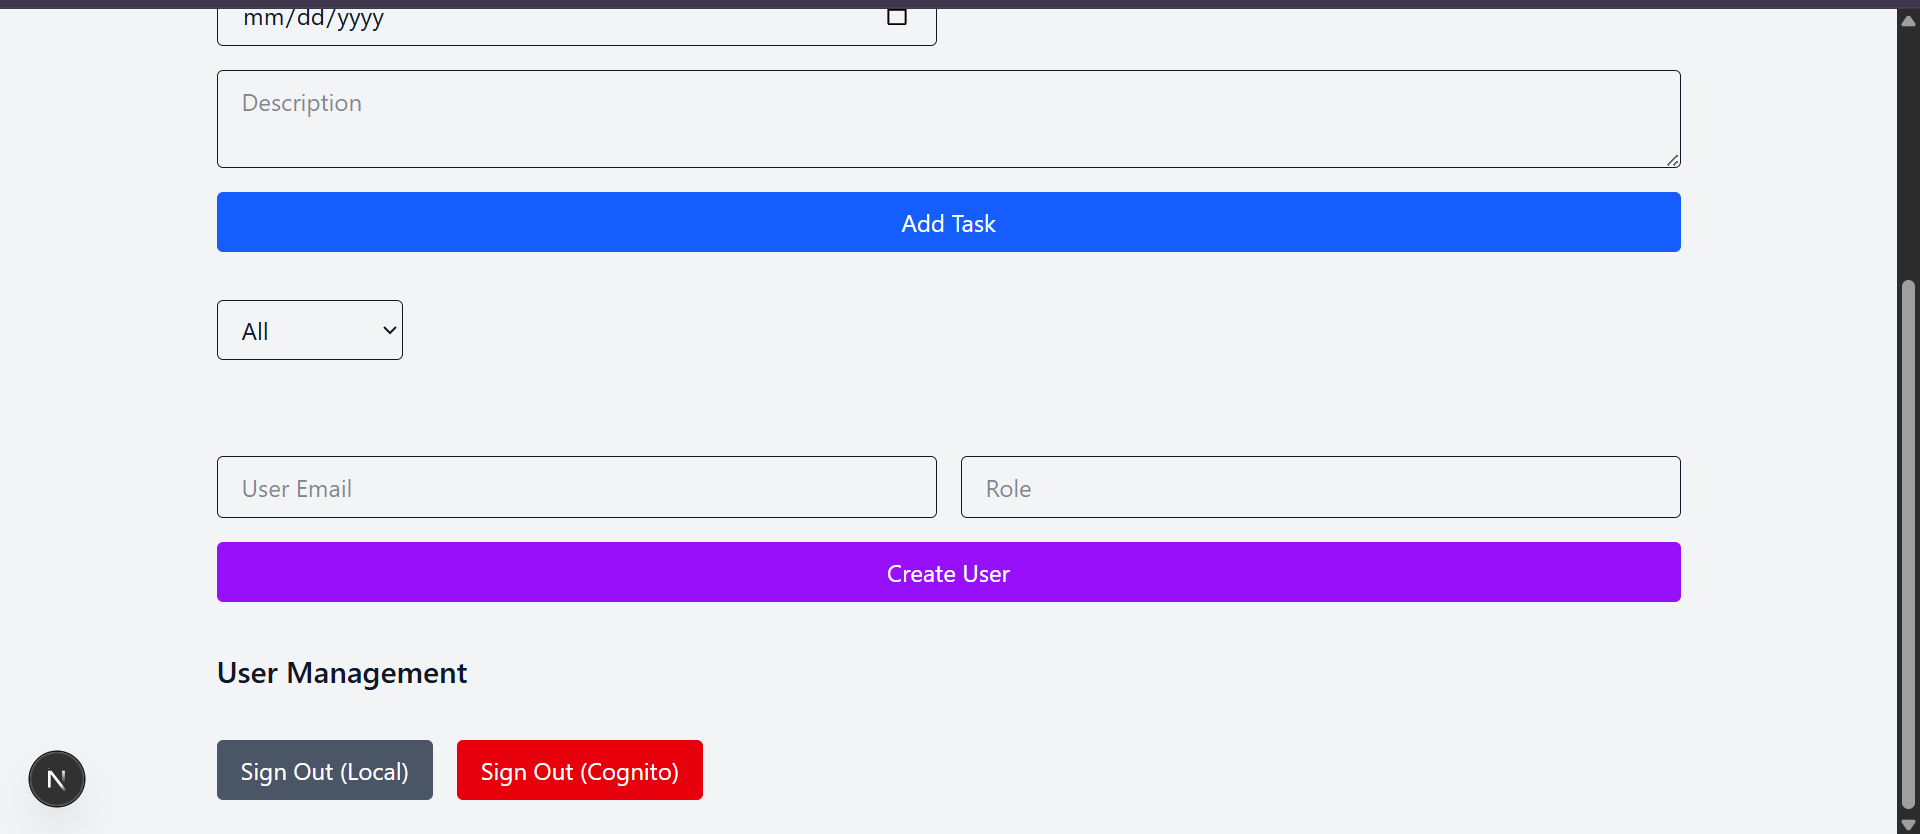 mm/dd/yyyy
Description
Add Task
All
User Email
Role
Create User
User Management
Sign Out (Local)
Sign Out (Cognito)
N